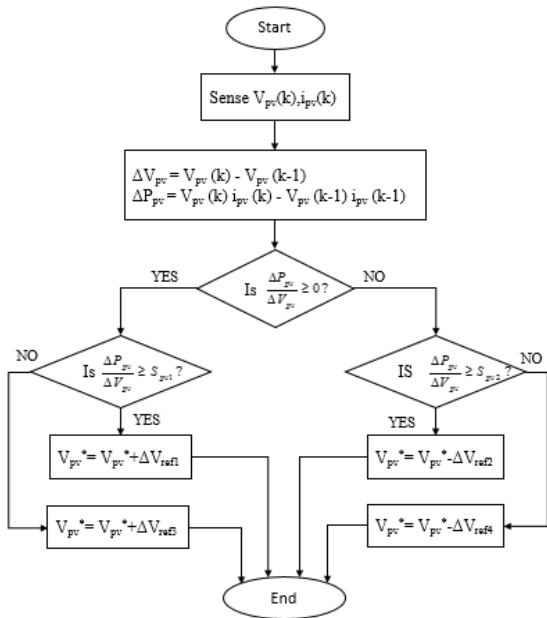 Start
Sense V_pv(k),i_pv(k)
ΔV_pv = V_pv (k) - V_pv (k-1)
ΔP_pv = V_pv (k) i_pv (k) - V_pv (k-1) i_pv (k-1)
YES
Is ΔP_pv/ΔV_pv ≥ 0?
NO
NO
Is ΔP_pv/ΔV_pv ≥ S_pv1 ?
IS ΔP_pv/ΔV_pv ≥ S_pv2 ?
NO
YES
YES
V_pv*= V_pv*+ΔV_ref1
V_pv*= V_pv*-ΔV_ref2
V_pv*= V_pv*+ΔV_ref3
V_pv*= V_pv*-ΔV_ref4
End